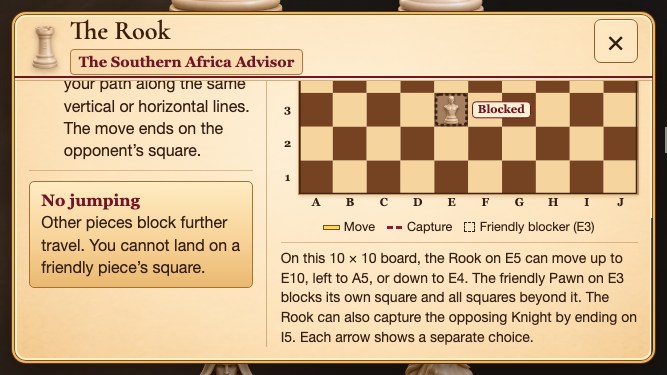 The Rook
The Southern Africa Advisor
×
your path along the same
vertical or horizontal lines.
The move ends on the
opponent’s square.
No jumping
Other pieces block further
travel. You cannot land on a
friendly piece’s square.
3
Blocked
2
1
A B C D E F G H I J
Move Capture Friendly blocker (E3)
On this 10 × 10 board, the Rook on E5 can move up to
E10, left to A5, or down to E4. The friendly Pawn on E3
blocks its own square and all squares beyond it. The
Rook can also capture the opposing Knight by ending on
I5. Each arrow shows a separate choice.